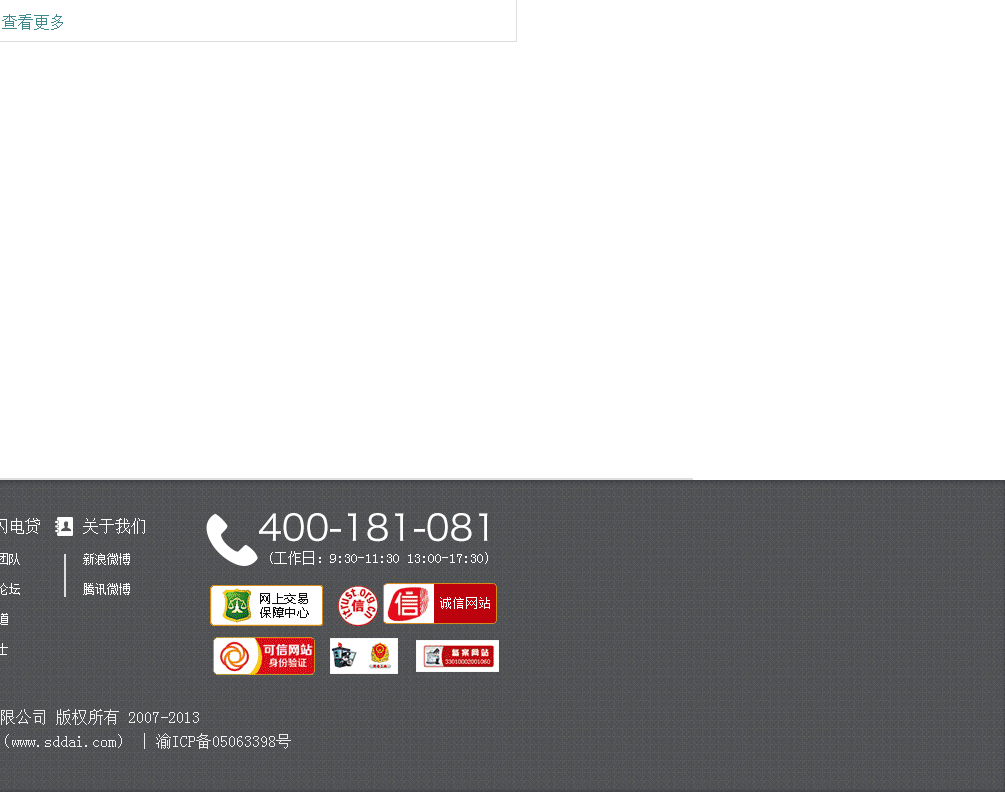 查看更多
闪电贷
关于我们
400-181-081
(工作日: 9:30-11:30 13:00-17:30)
团队
新浪微博
论坛
腾讯微博
道
士
网上交易
保障中心
itrust.org.cn
信
信
诚信网站
可信网站
身份验证
备案网站
33010002001060
限公司 版权所有 2007-2013
(www.sddai.com) | 渝ICP备05063398号